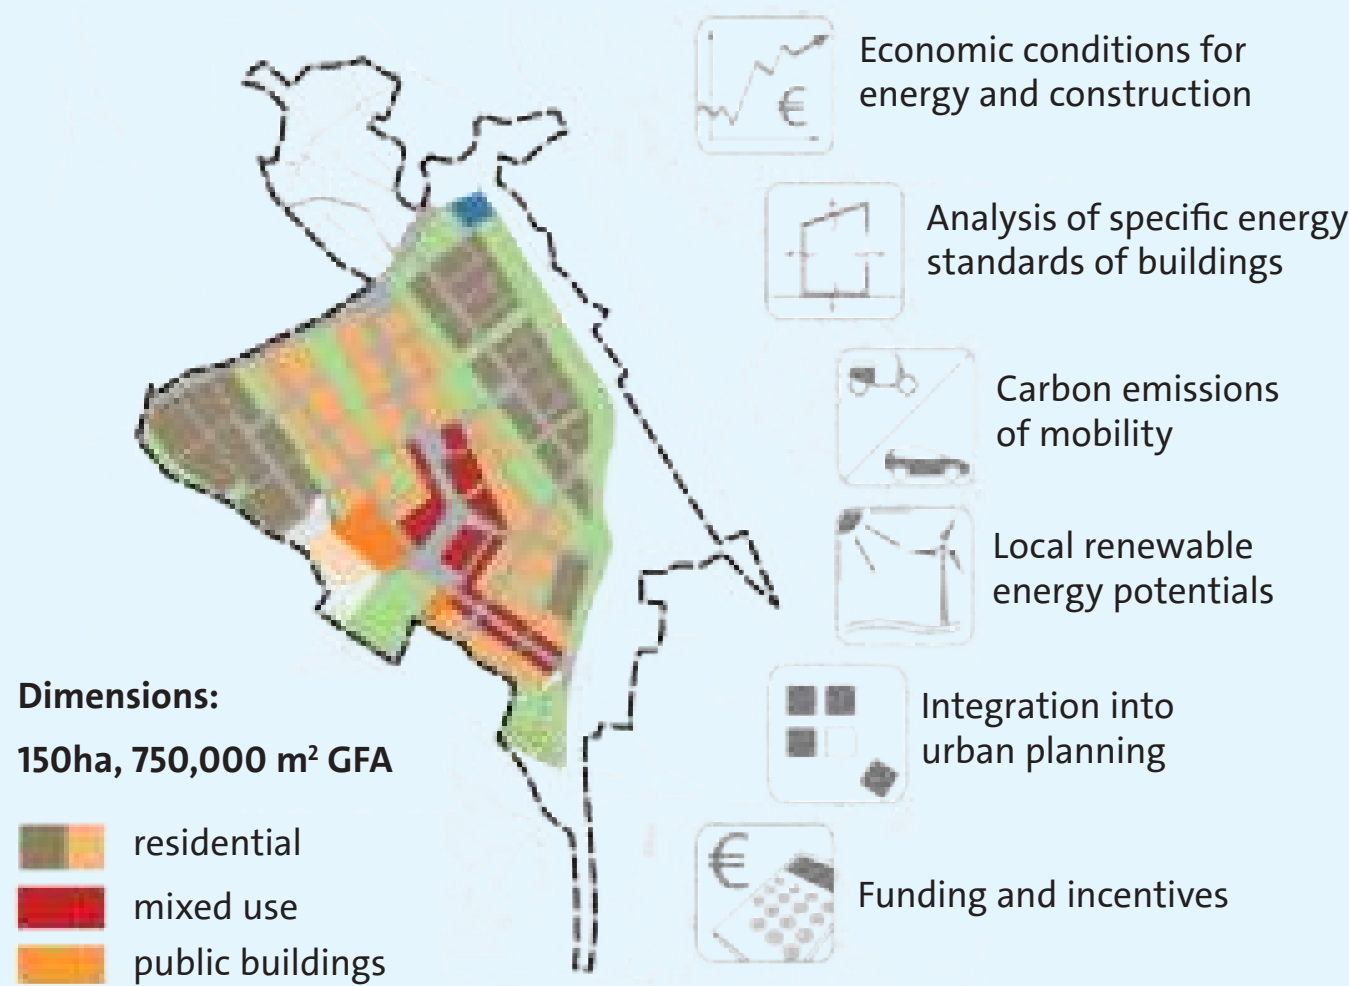 Economic conditions for
energy and construction
€
Analysis of specific energy
standards of buildings
Carbon emissions
of mobility
Local renewable
energy potentials
Integration into
urban planning
€
Funding and incentives
Dimensions:
150ha, 750,000 m² GFA
residential
mixed use
public buildings